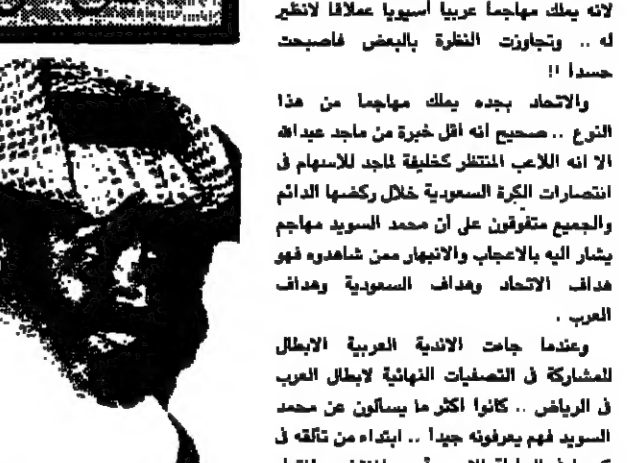 لانه يملك مهاجماً عربيا آسيويا عملاقا لانظير
له .. وتجاوزت النظرة بالبعض فاصبحت
حسدا !!
والاتحاد بجده يملك مهاجما من هذا
النوع .. صحيح انه اقل خبرة من ماجد عبدالله
الا انه اللاعب المنتظر كخليفة لماجد للاسهام في
انتصارات الكرة السعودية خلال ركضها الدائم
والجميع متفوقون على أن محمد السويد مهاجم
يشار اليه بالاعجاب والانبهار ممن شاهدوه فهو
هداف الاتحاد وهداف السعودية وهداف
العرب .
وعندما جاءت الاندية العربية الابطال
للمشاركة في التصفيات النهائية لابطال العرب
في الرياض .. كانوا اكثر ما يسألون عن محمد
السويد فهم يعرفونه جيداً .. ابتداء من تألقه في